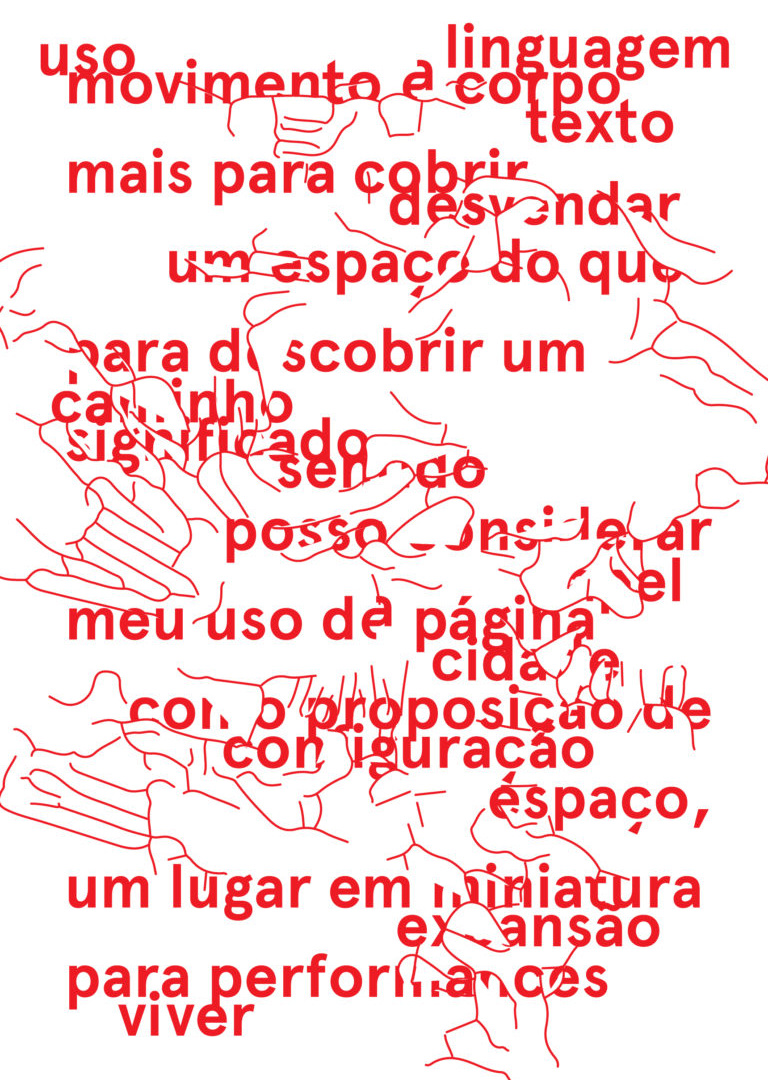 uso linguagem
movimento e corpo
texto
mais para cobrir
desvendar
um espaço do que
para descobrir um
caminho
significado
sentido
posso considerar
meu uso de página
cidade
como proposição de
configuração
espaço,
um lugar em miniatura
expansão
para performances
viver